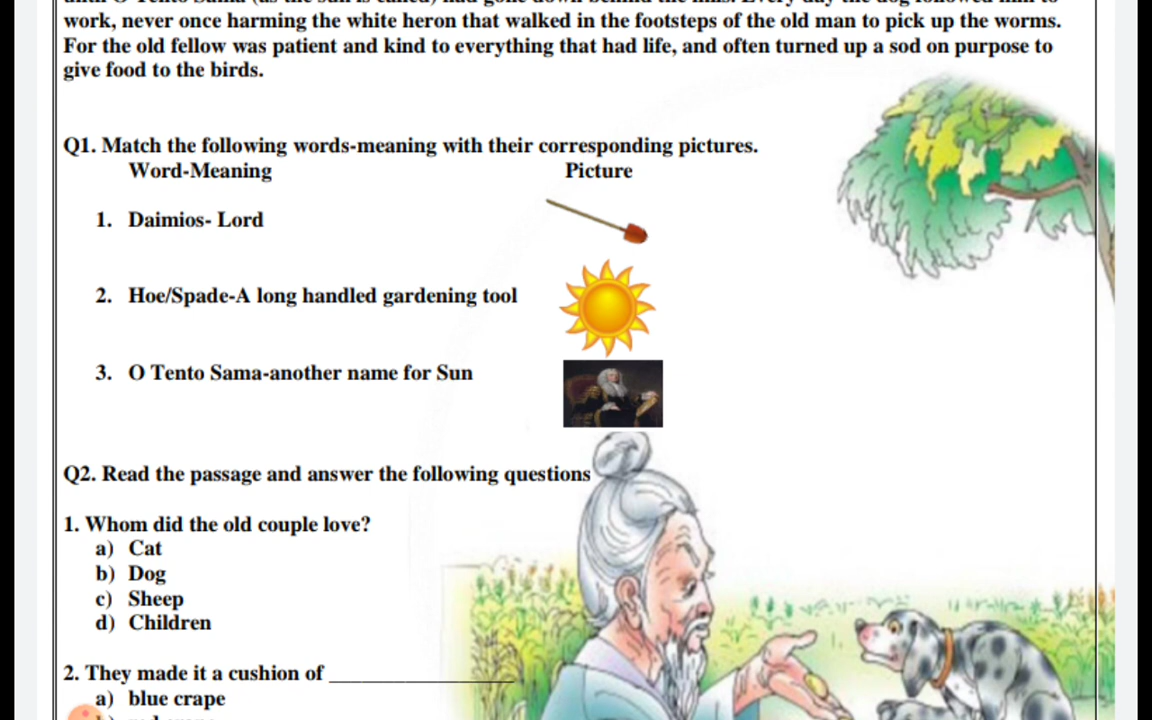 work, never once harming the white heron that walked in the footsteps of the old man to pick up the worms.
For the old fellow was patient and kind to everything that had life, and often turned up a sod on purpose to
give food to the birds.
Q1. Match the following words-meaning with their corresponding pictures.
Word-Meaning Picture
1. Daimios- Lord
2. Hoe/Spade-A long handled gardening tool
3. O Tento Sama-another name for Sun
Q2. Read the passage and answer the following questions
1. Whom did the old couple love?
a) Cat
b) Dog
c) Sheep
d) Children
2. They made it a cushion of __________________
a) blue crape